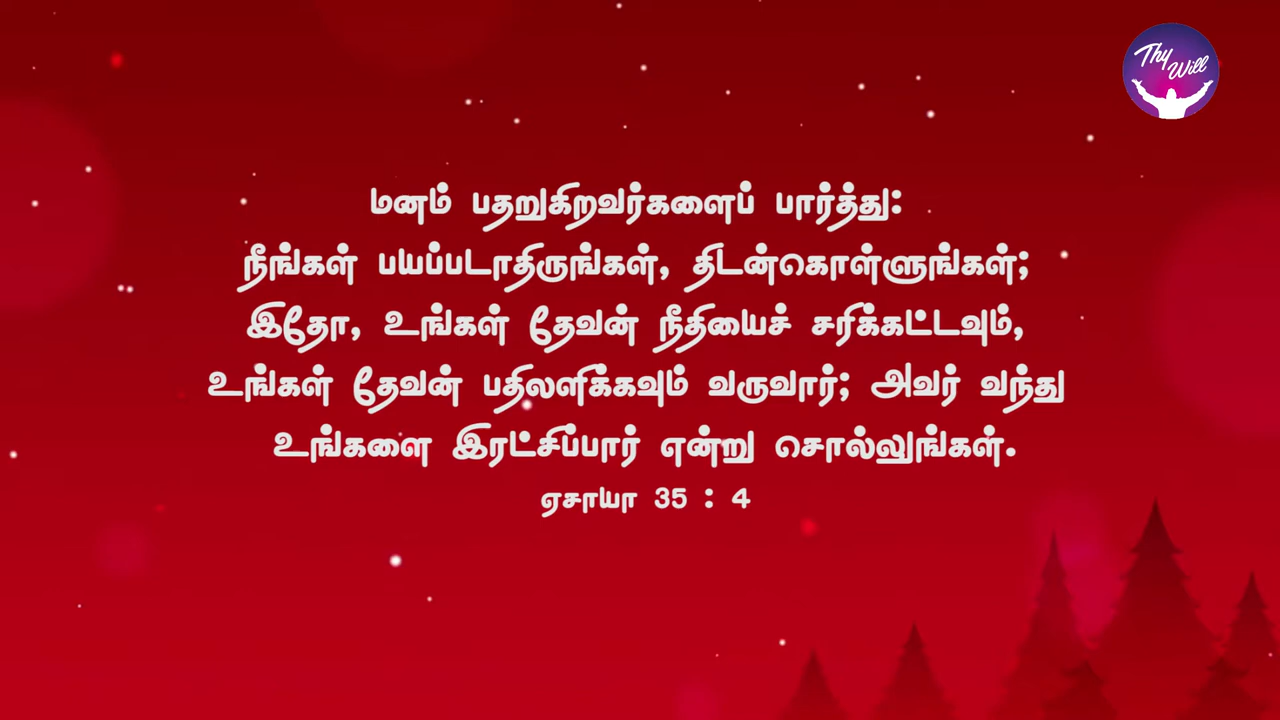 Thy
Will
மனம் பதறுகிறவர்களைப் பார்த்து:
நீங்கள் பயப்படாதிருங்கள், திடன்கொள்ளுங்கள்;
இதோ, உங்கள் தேவன் நீதியைச் சரிக்கட்டவும்,
உங்கள் தேவன் பதிலளிக்கவும் வருவார்; அவர் வந்து
உங்களை இரட்சிப்பார் என்று சொல்லுங்கள்.
ஏசாயா 35 : 4